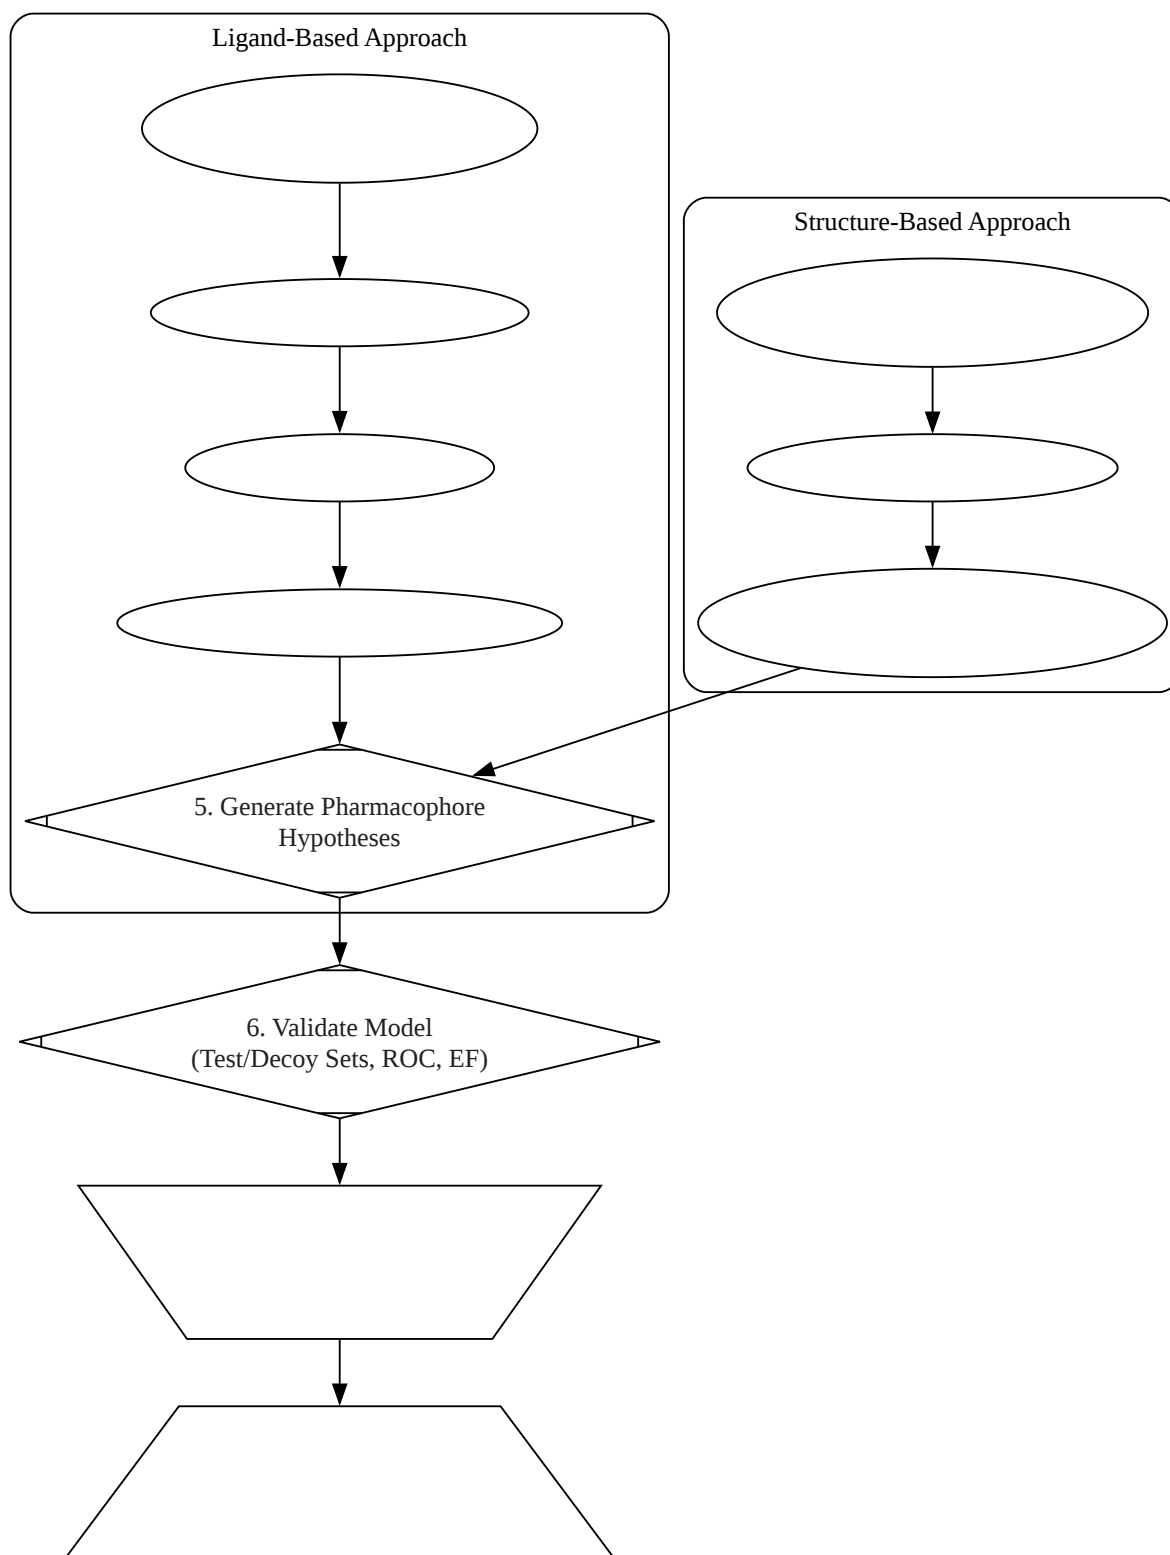 Ligand-Based Approach
Structure-Based Approach
5. Generate Pharmacophore
Hypotheses
6. Validate Model
(Test/Decoy Sets, ROC, EF)